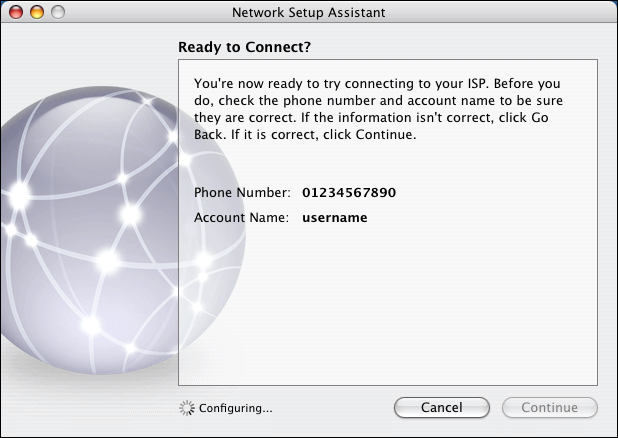 Network Setup Assistant
Ready to Connect?
You're now ready to try connecting to your ISP. Before you
do, check the phone number and account name to be sure
they are correct. If the information isn't correct, click Go
Back. If it is correct, click Continue.
Phone Number: 01234567890
Account Name: username
Configuring...
Cancel
Continue